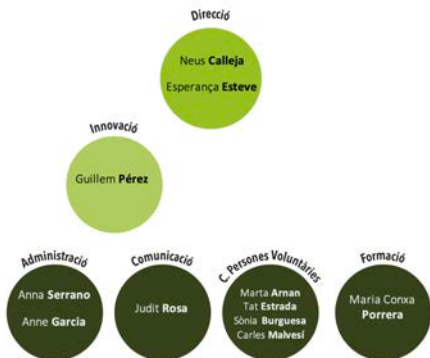 Direcció
Neus Calleja
Esperança Esteve
Innovació
Guillem Pérez
Administració
Anna Serrano
Anne Garcia
Comunicació
Judit Rosa
C. Persones Voluntàries
Marta Arnan
Tat Estrada
Sònia Burguesa
Carles Malvesí
Formació
Maria Conxa
Porrera